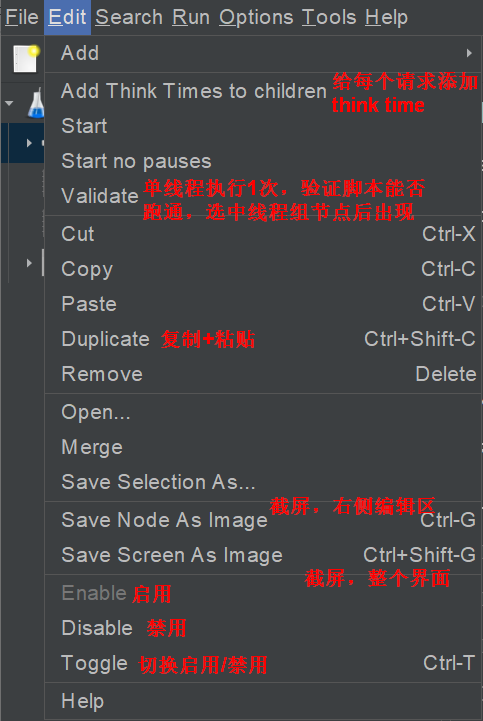 File Edit Search Run Options Tools Help
Add
Add Think Times to children 给每个请求添加
think time
Start
Start no pauses
Validate 单线程执行1次，验证脚本能否
跑通，选中线程组节点后出现
Cut Ctrl-X
Copy Ctrl-C
Paste Ctrl-V
Duplicate 复制+粘贴 Ctrl+Shift-C
Remove Delete
Open...
Merge
Save Selection As...
截屏，右侧编辑区
Save Node As Image Ctrl-G
Save Screen As Image Ctrl+Shift-G
截屏，整个界面
Enable 启用
Disable 禁用
Toggle 切换启用/禁用 Ctrl-T
Help